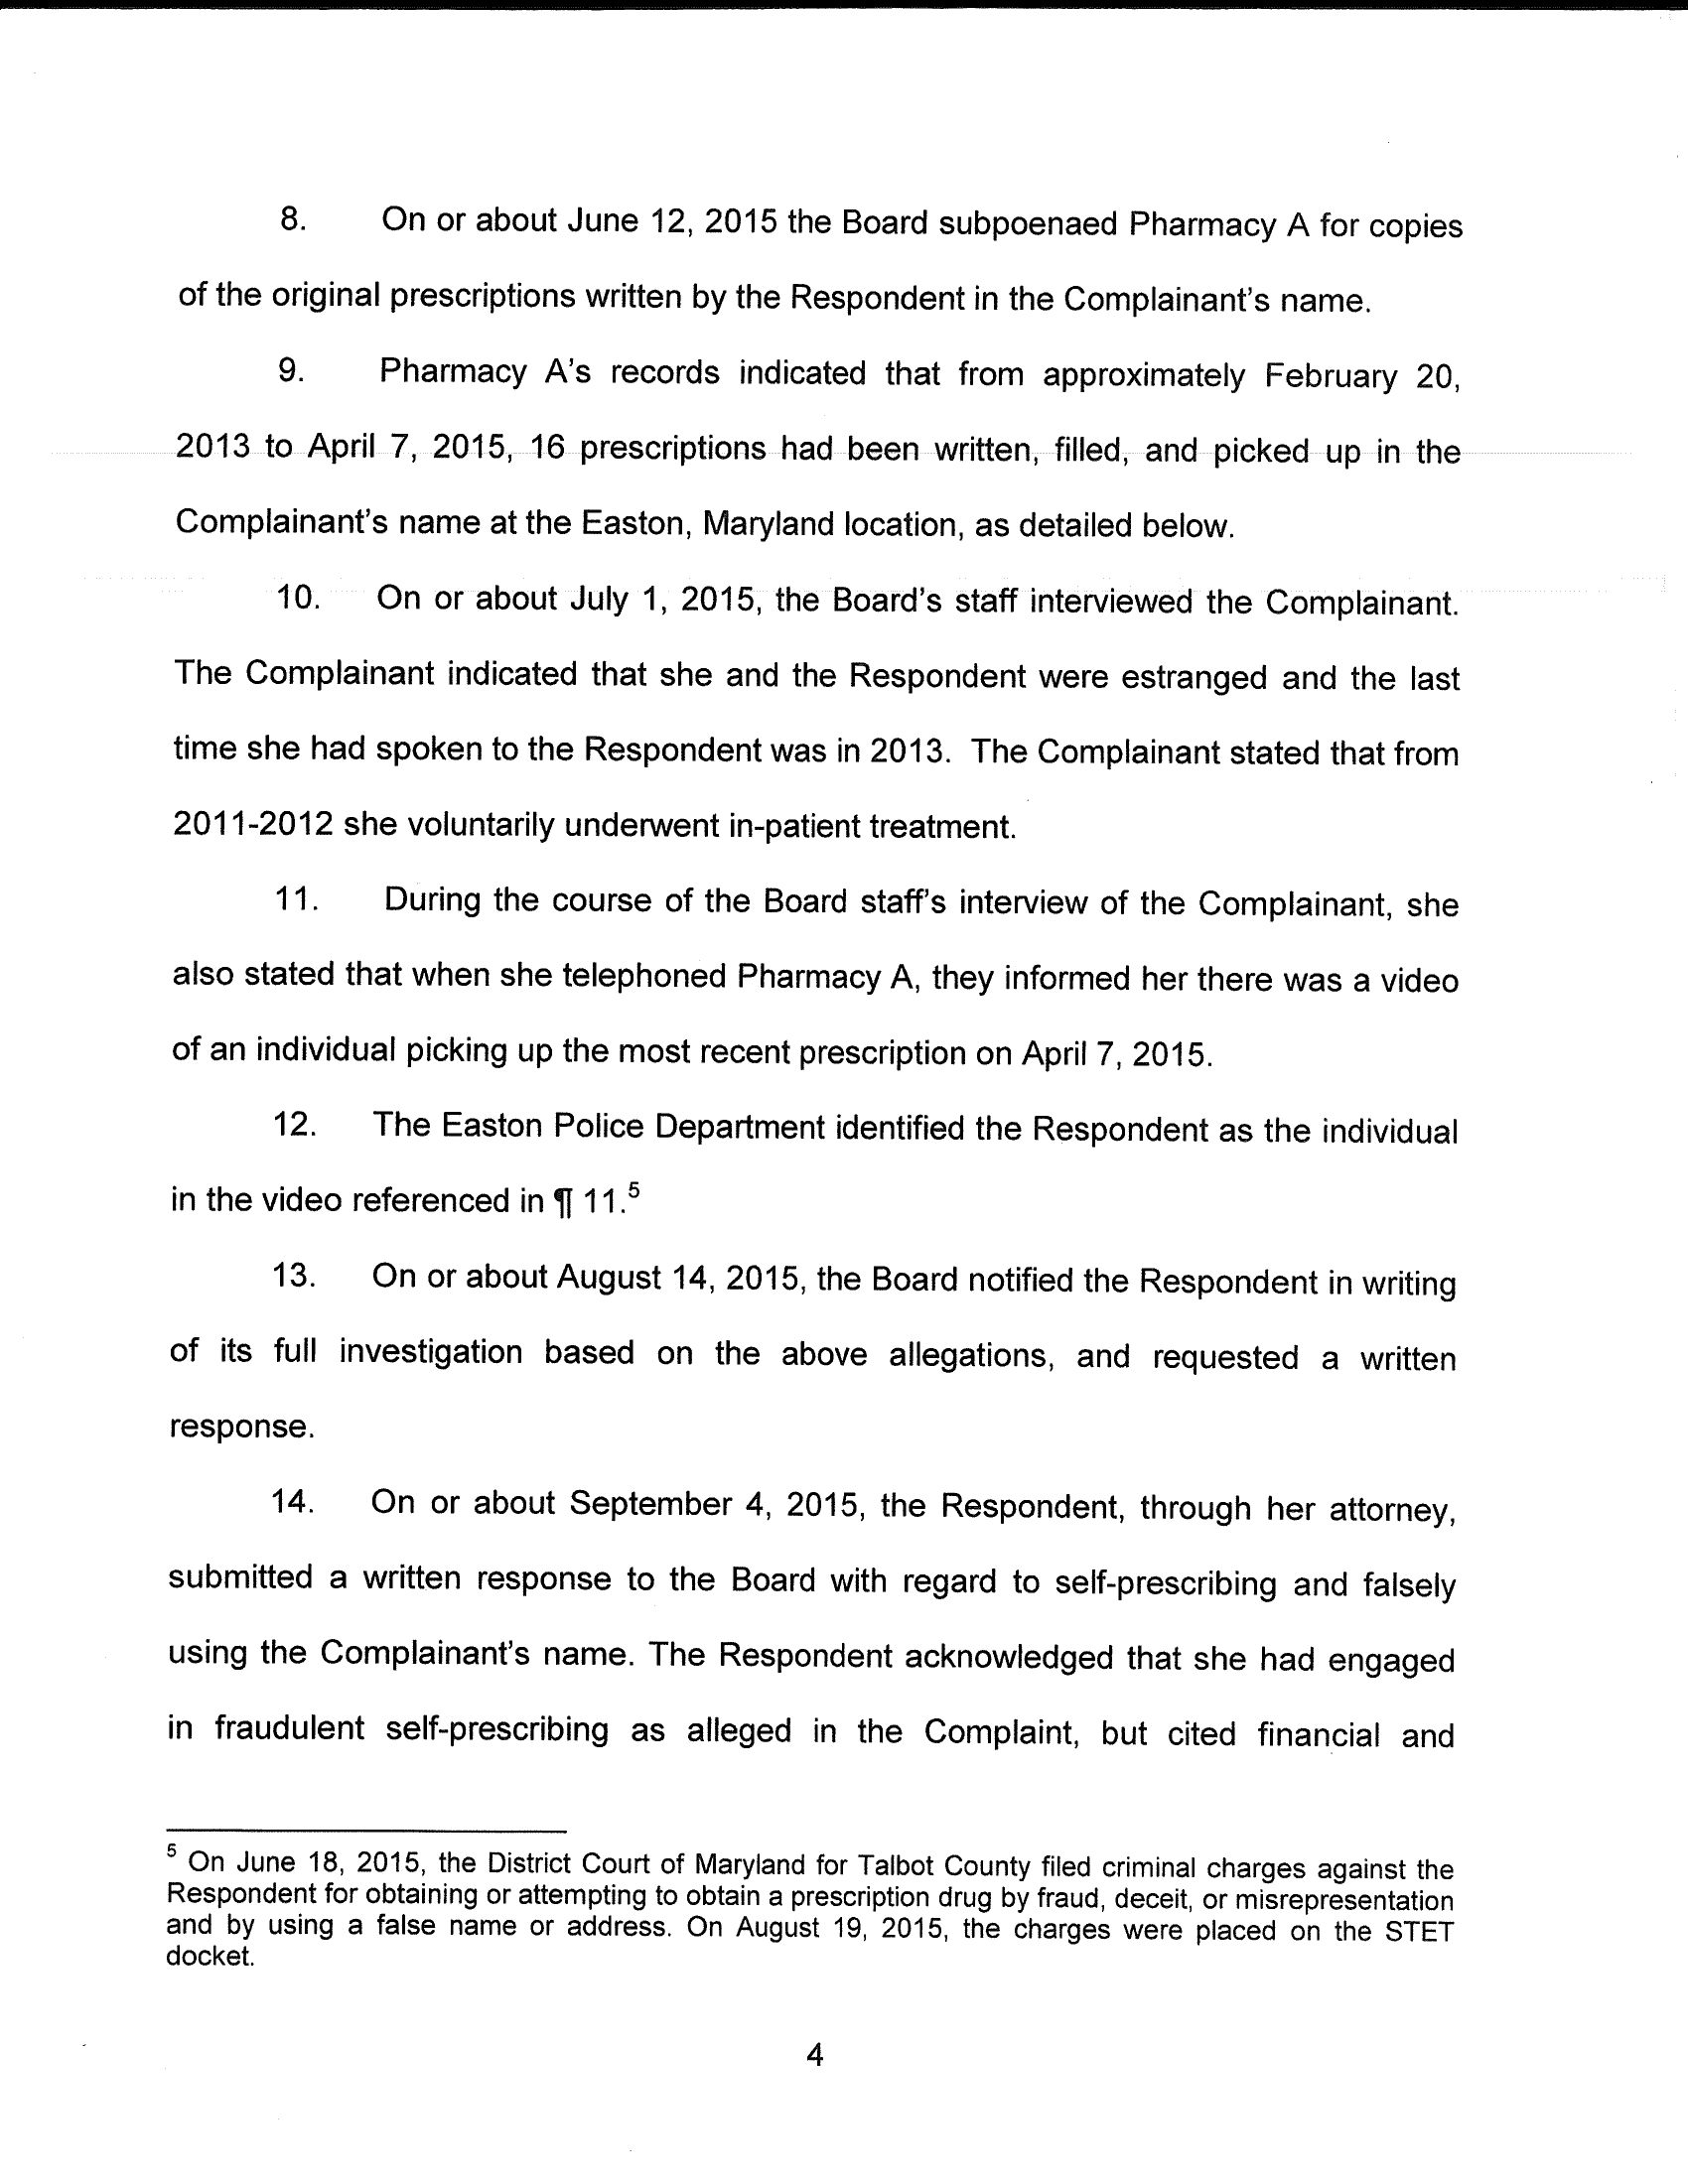 8. On or about June 12, 2015 the Board subpoenaed Pharmacy A for copies
of the original prescriptions written by the Respondent in the Complainant's name.
9. Pharmacy A's records indicated that from approximately February 20,
2013 to April 7, 2015, 16 prescriptions had been written, filled, and picked up in the
Complainant's name at the Easton, Maryland location, as detailed below.
10. On or about July 1, 2015, the Board's staff interviewed the Complainant.
The Complainant indicated that she and the Respondent were estranged and the last
time she had spoken to the Respondent was in 2013. The Complainant stated that from
2011-2012 she voluntarily underwent in-patient treatment.
11. During the course of the Board staff's interview of the Complainant, she
also stated that when she telephoned Pharmacy A, they informed her there was a video
of an individual picking up the most recent prescription on April 7, 2015.
12. The Easton Police Department identified the Respondent as the individual
in the video referenced in ¶ 11.⁵
13. On or about August 14, 2015, the Board notified the Respondent in writing
of its full investigation based on the above allegations, and requested a written
response.
14. On or about September 4, 2015, the Respondent, through her attorney,
submitted a written response to the Board with regard to self-prescribing and falsely
using the Complainant's name. The Respondent acknowledged that she had engaged
in fraudulent self-prescribing as alleged in the Complaint, but cited financial and
⁵ On June 18, 2015, the District Court of Maryland for Talbot County filed criminal charges against the
Respondent for obtaining or attempting to obtain a prescription drug by fraud, deceit, or misrepresentation
and by using a false name or address. On August 19, 2015, the charges were placed on the STET
docket.
4